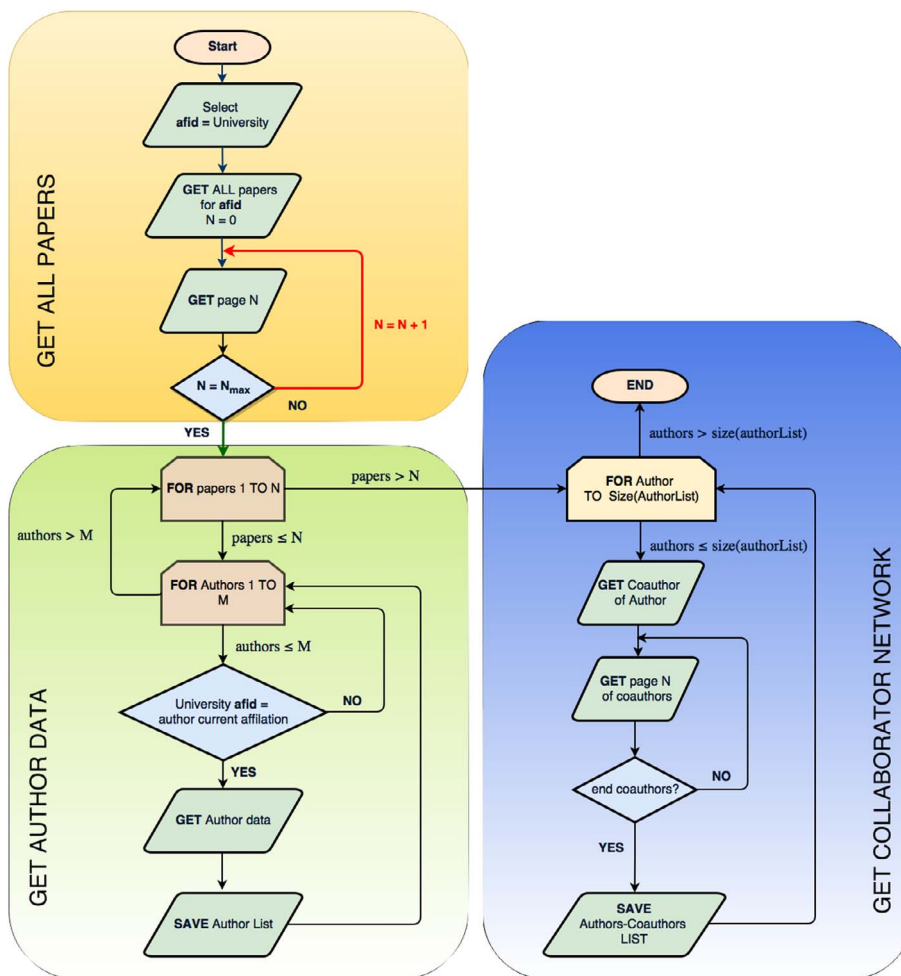 GET ALL PAPERS
Start
Select
afid = University
GET ALL papers
for afid
N = 0
GET page N
N = N + 1
N = Nmax
NO
YES
GET AUTHOR DATA
FOR papers 1 TO N
papers > N
authors > M
papers ≤ N
FOR Authors 1 TO
M
authors ≤ M
University afid =
author current affilation
NO
YES
GET Author data
SAVE Author List
GET COLLABORATOR NETWORK
END
authors > size(authorList)
FOR Author
TO Size(AuthorList)
authors ≤ size(authorList)
GET Coauthor
of Author
GET page N
of coauthors
end coauthors?
NO
YES
SAVE
Authors-Coauthors
LIST